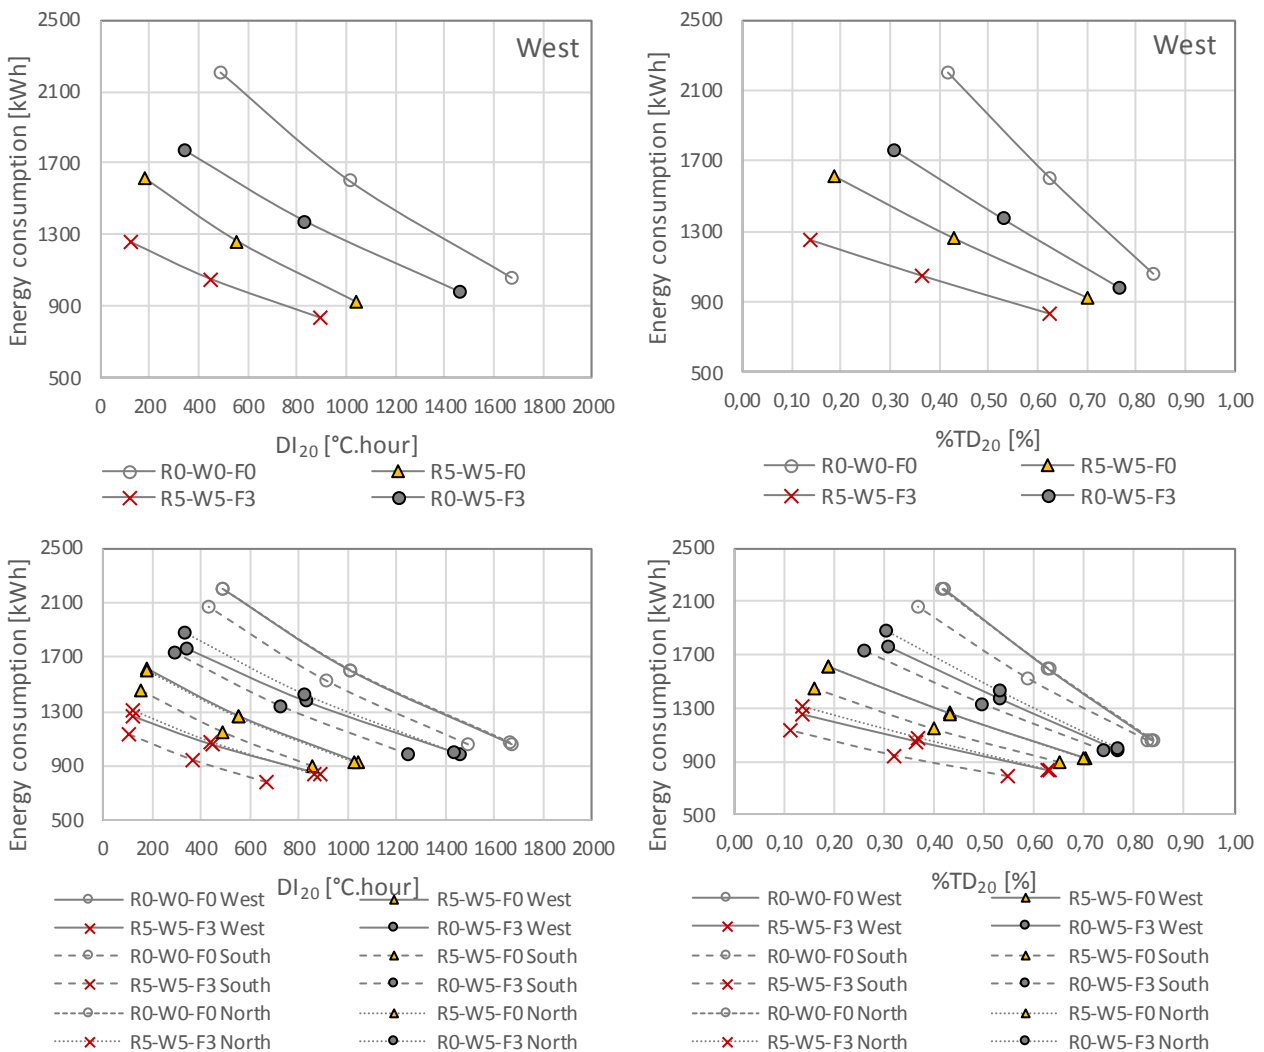 2500
2100
1700
1300
900
500
Energy consumption [kWh]
West
0 200 400 600 800 1000 1200 1400 1600 1800 2000
DI20 [°C.hour]
R0-W0-F0 R5-W5-F0
R5-W5-F3 R0-W5-F3
2500
2100
1700
1300
900
500
Energy consumption [kWh]
West
0,00 0,10 0,20 0,30 0,40 0,50 0,60 0,70 0,80 0,90 1,00
%TD20 [%]
R0-W0-F0 R5-W5-F0
R5-W5-F3 R0-W5-F3
2500
2100
1700
1300
900
500
Energy consumption [kWh]
0 200 400 600 800 1000 1200 1400 1600 1800 2000
DI20 [°C.hour]
R0-W0-F0 West R5-W5-F0 West
R5-W5-F3 West R0-W5-F3 West
R0-W0-F0 South R5-W5-F0 South
R5-W5-F3 South R0-W5-F3 South
R0-W0-F0 North R5-W5-F0 North
R5-W5-F3 North R0-W5-F3 North
2500
2100
1700
1300
900
500
Energy consumption [kWh]
0,00 0,10 0,20 0,30 0,40 0,50 0,60 0,70 0,80 0,90 1,00
%TD20 [%]
R0-W0-F0 West R5-W5-F0 West
R5-W5-F3 West R0-W5-F3 West
R0-W0-F0 South R5-W5-F0 South
R5-W5-F3 South R0-W5-F3 South
R0-W0-F0 North R5-W5-F0 North
R5-W5-F3 North R0-W5-F3 North